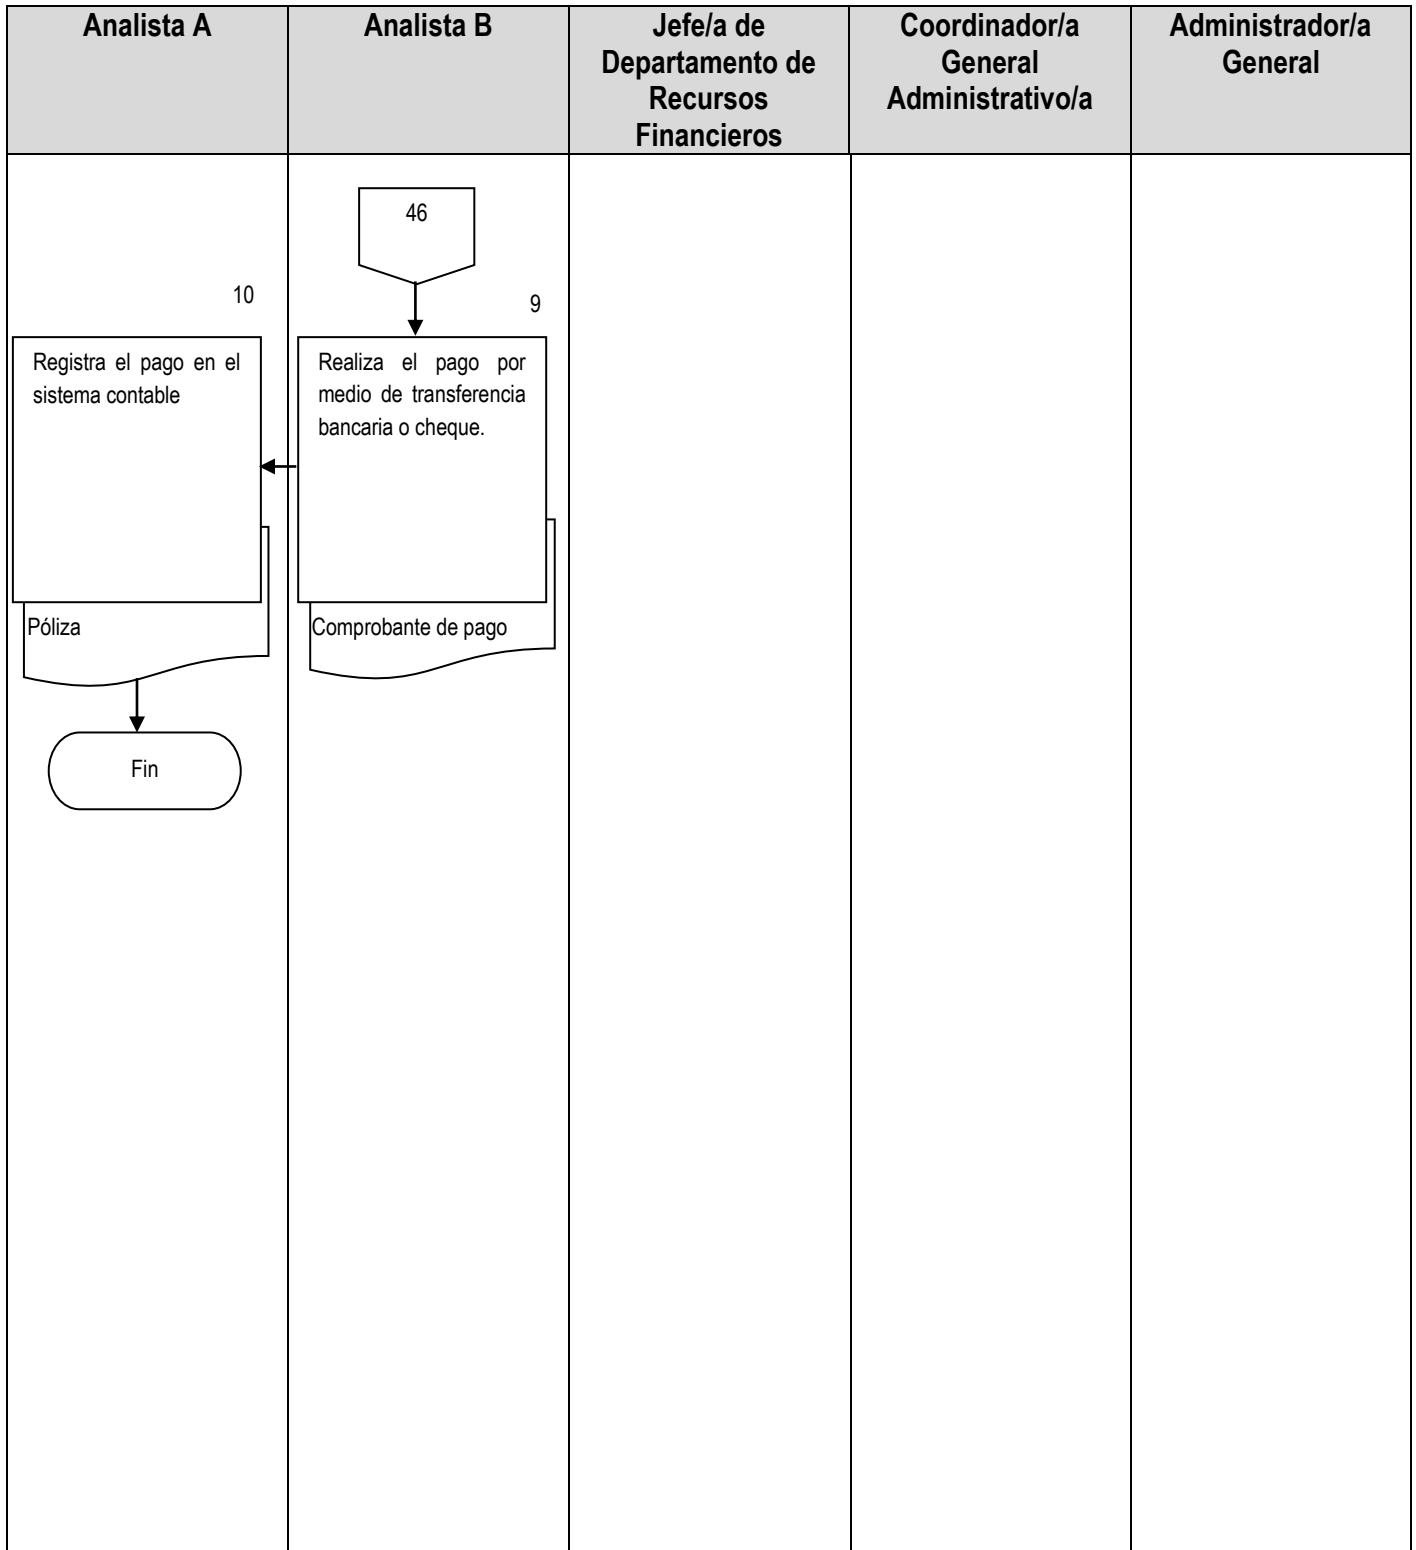 Analista A
Analista B
Jefe/a de
Departamento de
Recursos
Financieros
Coordinador/a
General
Administrativo/a
Administrador/a
General
46
10
9
Registra el pago en el
sistema contable
Realiza el pago por
medio de transferencia
bancaria o cheque.
Póliza
Comprobante de pago
Fin